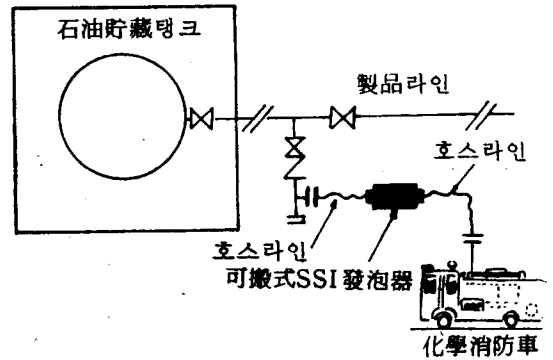 石油貯藏탱크
製品라인
호스라인
호스라인
可搬式SSI發泡器
化學消防車